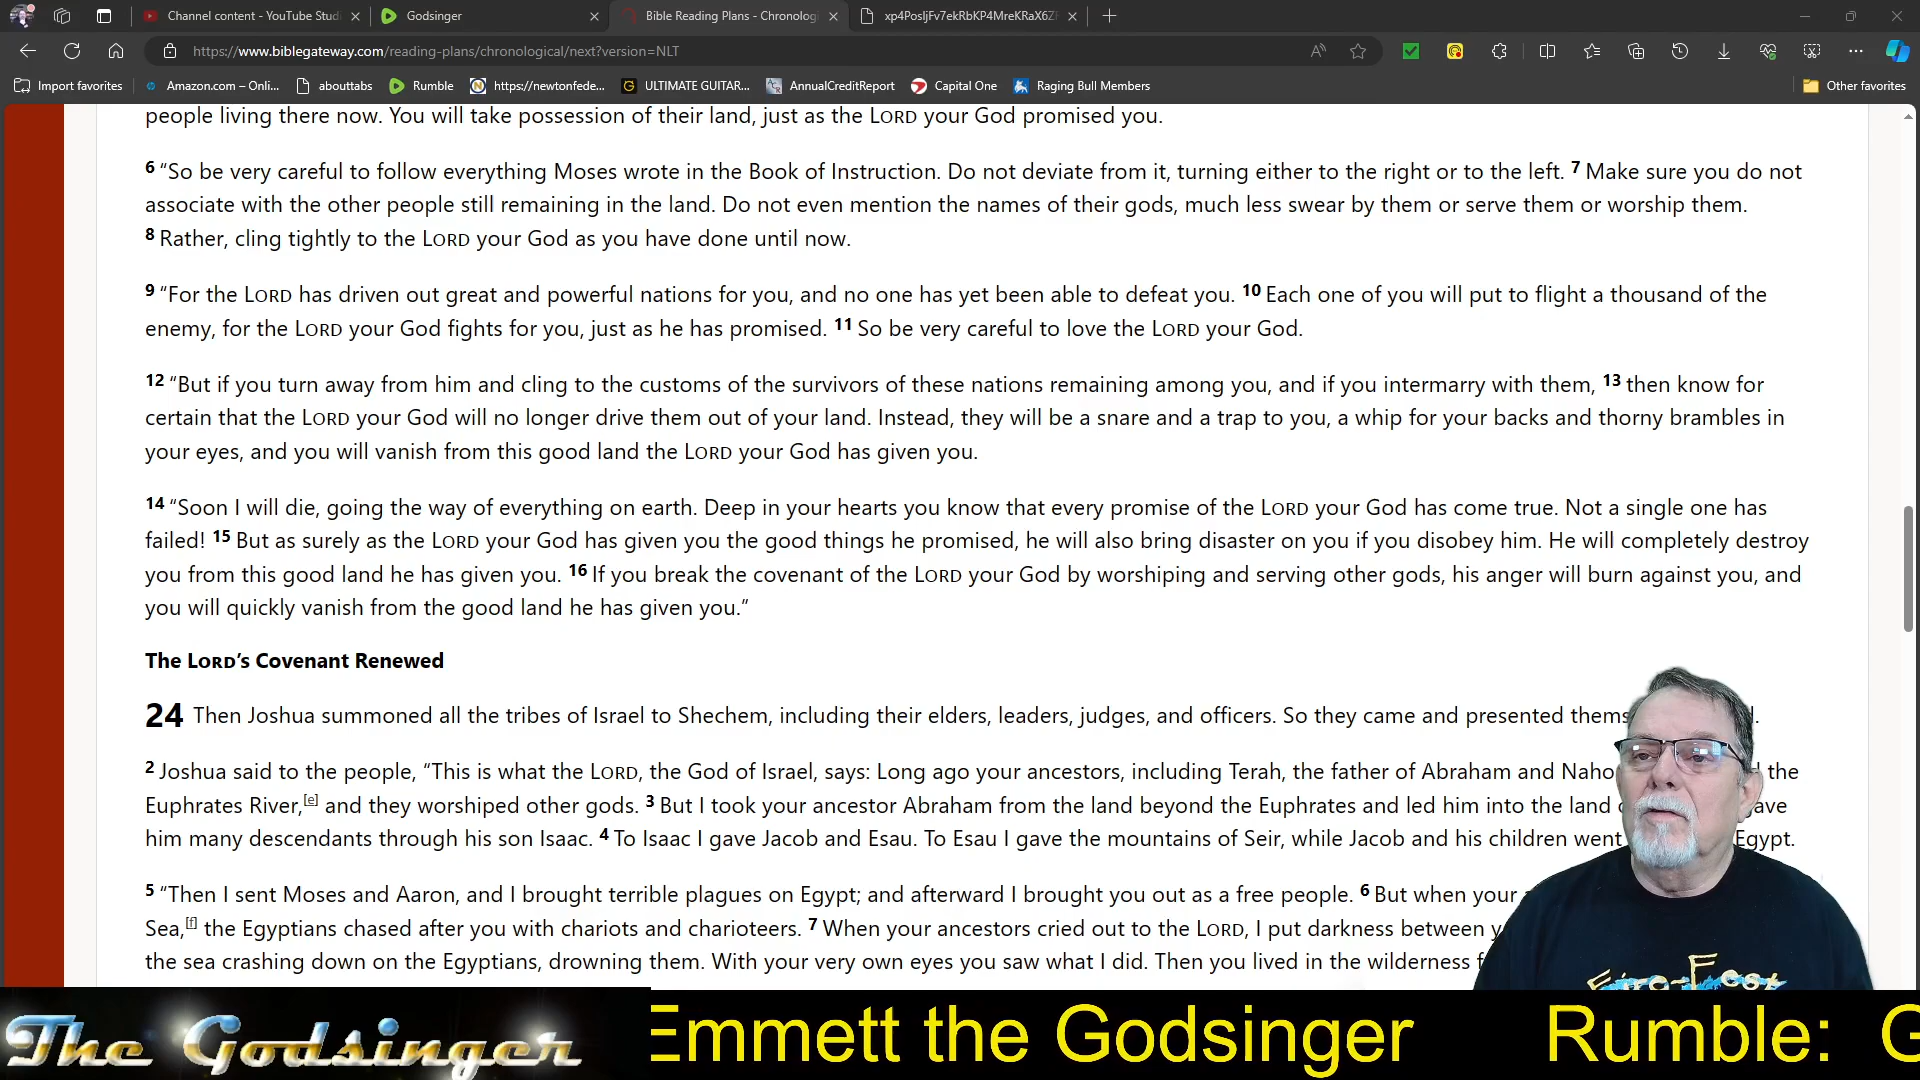 Channel content - YouTube Stud
Godsinger
Bible Reading Plans - Chronolog
xp4PosIjFv7ekRbKP4MreKRaX6ZF
https://www.biblegateway.com/reading-plans/chronological/next?version=NLT
Import favorites
Amazon.com – Onli...
abouttabs
Rumble
https://newtonfede...
ULTIMATE GUITAR...
AnnualCreditReport
Capital One
Raging Bull Members
Other favorites
people living there now. You will take possession of their land, just as the LORD your God promised you.
6 “So be very careful to follow everything Moses wrote in the Book of Instruction. Do not deviate from it, turning either to the right or to the left. 7 Make sure you do not
associate with the other people still remaining in the land. Do not even mention the names of their gods, much less swear by them or serve them or worship them.
8 Rather, cling tightly to the LORD your God as you have done until now.
9 “For the LORD has driven out great and powerful nations for you, and no one has yet been able to defeat you. 10 Each one of you will put to flight a thousand of the
enemy, for the LORD your God fights for you, just as he has promised. 11 So be very careful to love the LORD your God.
12 “But if you turn away from him and cling to the customs of the survivors of these nations remaining among you, and if you intermarry with them, 13 then know for
certain that the LORD your God will no longer drive them out of your land. Instead, they will be a snare and a trap to you, a whip for your backs and thorny brambles in
your eyes, and you will vanish from this good land the LORD your God has given you.
14 “Soon I will die, going the way of everything on earth. Deep in your hearts you know that every promise of the LORD your God has come true. Not a single one has
failed! 15 But as surely as the LORD your God has given you the good things he promised, he will also bring disaster on you if you disobey him. He will completely destroy
you from this good land he has given you. 16 If you break the covenant of the LORD your God by worshiping and serving other gods, his anger will burn against you, and
you will quickly vanish from the good land he has given you.”
The LORD’s Covenant Renewed
24 Then Joshua summoned all the tribes of Israel to Shechem, including their elders, leaders, judges, and officers. So they came and presented thems
2 Joshua said to the people, “This is what the LORD, the God of Israel, says: Long ago your ancestors, including Terah, the father of Abraham and Naho the
Euphrates River,[e] and they worshiped other gods. 3 But I took your ancestor Abraham from the land beyond the Euphrates and led him into the land gave
him many descendants through his son Isaac. 4 To Isaac I gave Jacob and Esau. To Esau I gave the mountains of Seir, while Jacob and his children went Egypt.
5 “Then I sent Moses and Aaron, and I brought terrible plagues on Egypt; and afterward I brought you out as a free people. 6 But when your
Sea,[f] the Egyptians chased after you with chariots and charioteers. 7 When your ancestors cried out to the LORD, I put darkness between y
the sea crashing down on the Egyptians, drowning them. With your very own eyes you saw what I did. Then you lived in the wilderness f
The Godsinger
Emmett the Godsinger Rumble: G